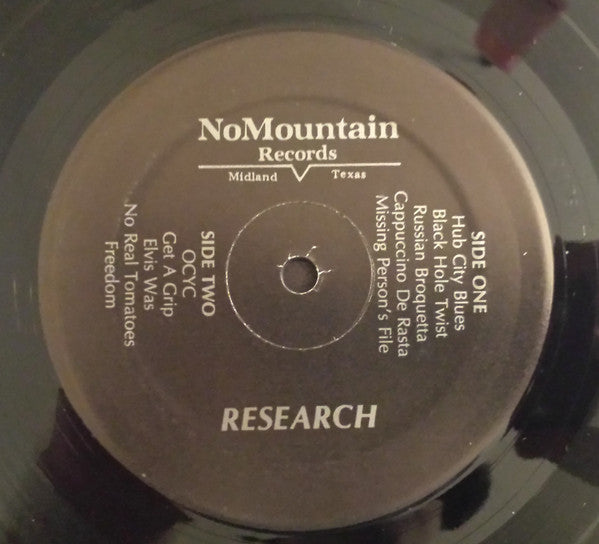 NoMountain
Records
Midland Texas
SIDE ONE
Hub City Blues
Black Hole Twist
Russian Broquetta
Cappuccino De Rasta
Missing Person's File
SIDE TWO
OCYC
Get A Grip
Elvis Was
No Real Tomatoes
Freedom
RESEARCH